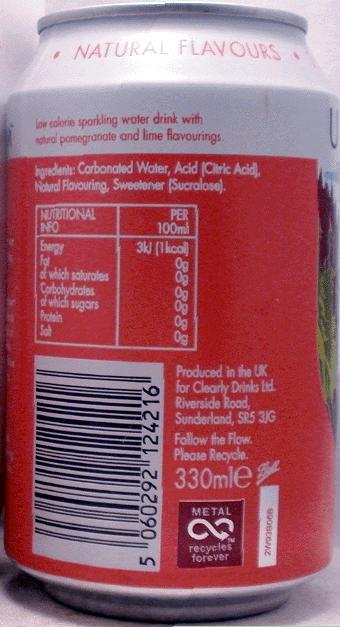 • NATURAL FLAVOURS •
Low calorie sparkling water drink with
natural pomegranate and lime flavourings.
Ingredients: Carbonated Water, Acid (Citric Acid),
Natural Flavouring, Sweetener (Sucralose).
NUTRITIONAL INFO PER 100ml
Energy 3kJ (1kcal)
Fat 0g
of which saturates 0g
Carbohydrates 0g
of which sugars 0g
Protein 0g
Salt 0g
Produced in the UK
for Clearly Drinks Ltd.
Riverside Road,
Sunderland, SR5 3JG
Follow the Flow.
Please Recycle.
330ml e Ball
METAL
recycles
forever
TM
5 060292 124216